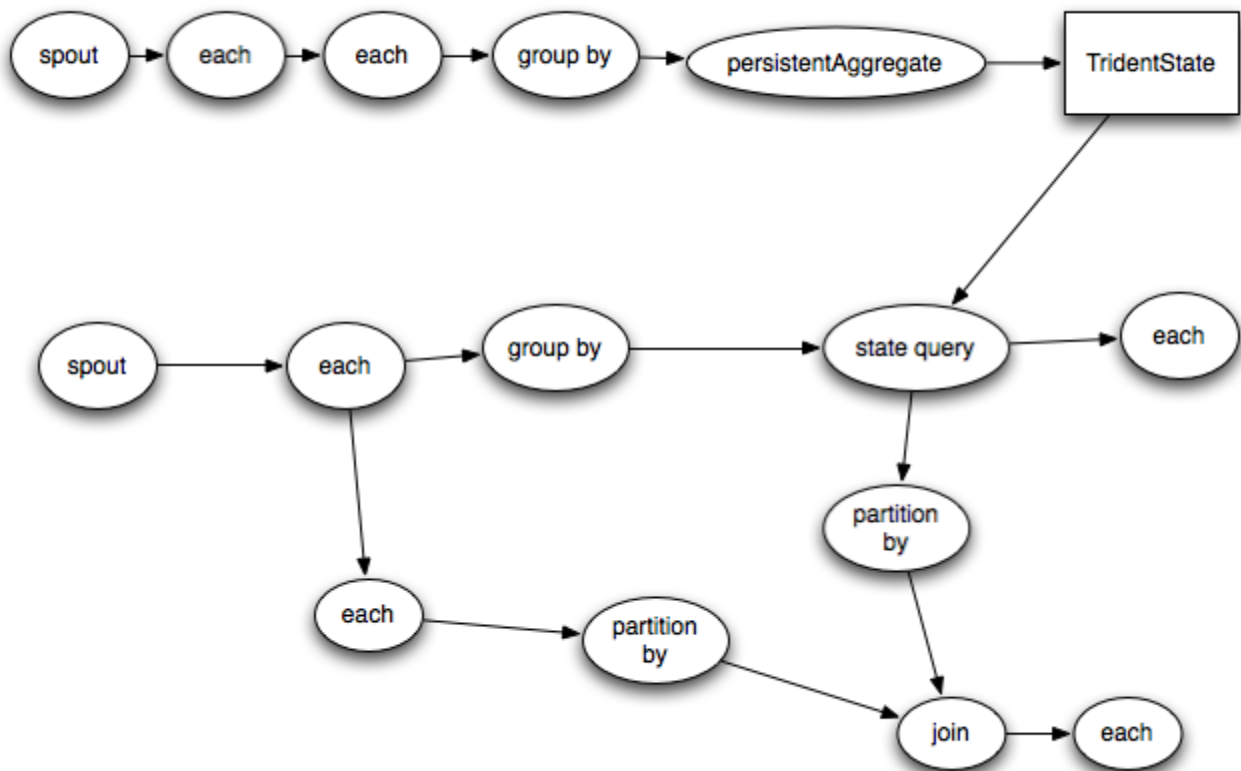 spout
each
each
group by
persistentAggregate
TridentState
spout
each
group by
state query
each
partition
by
each
partition
by
join
each